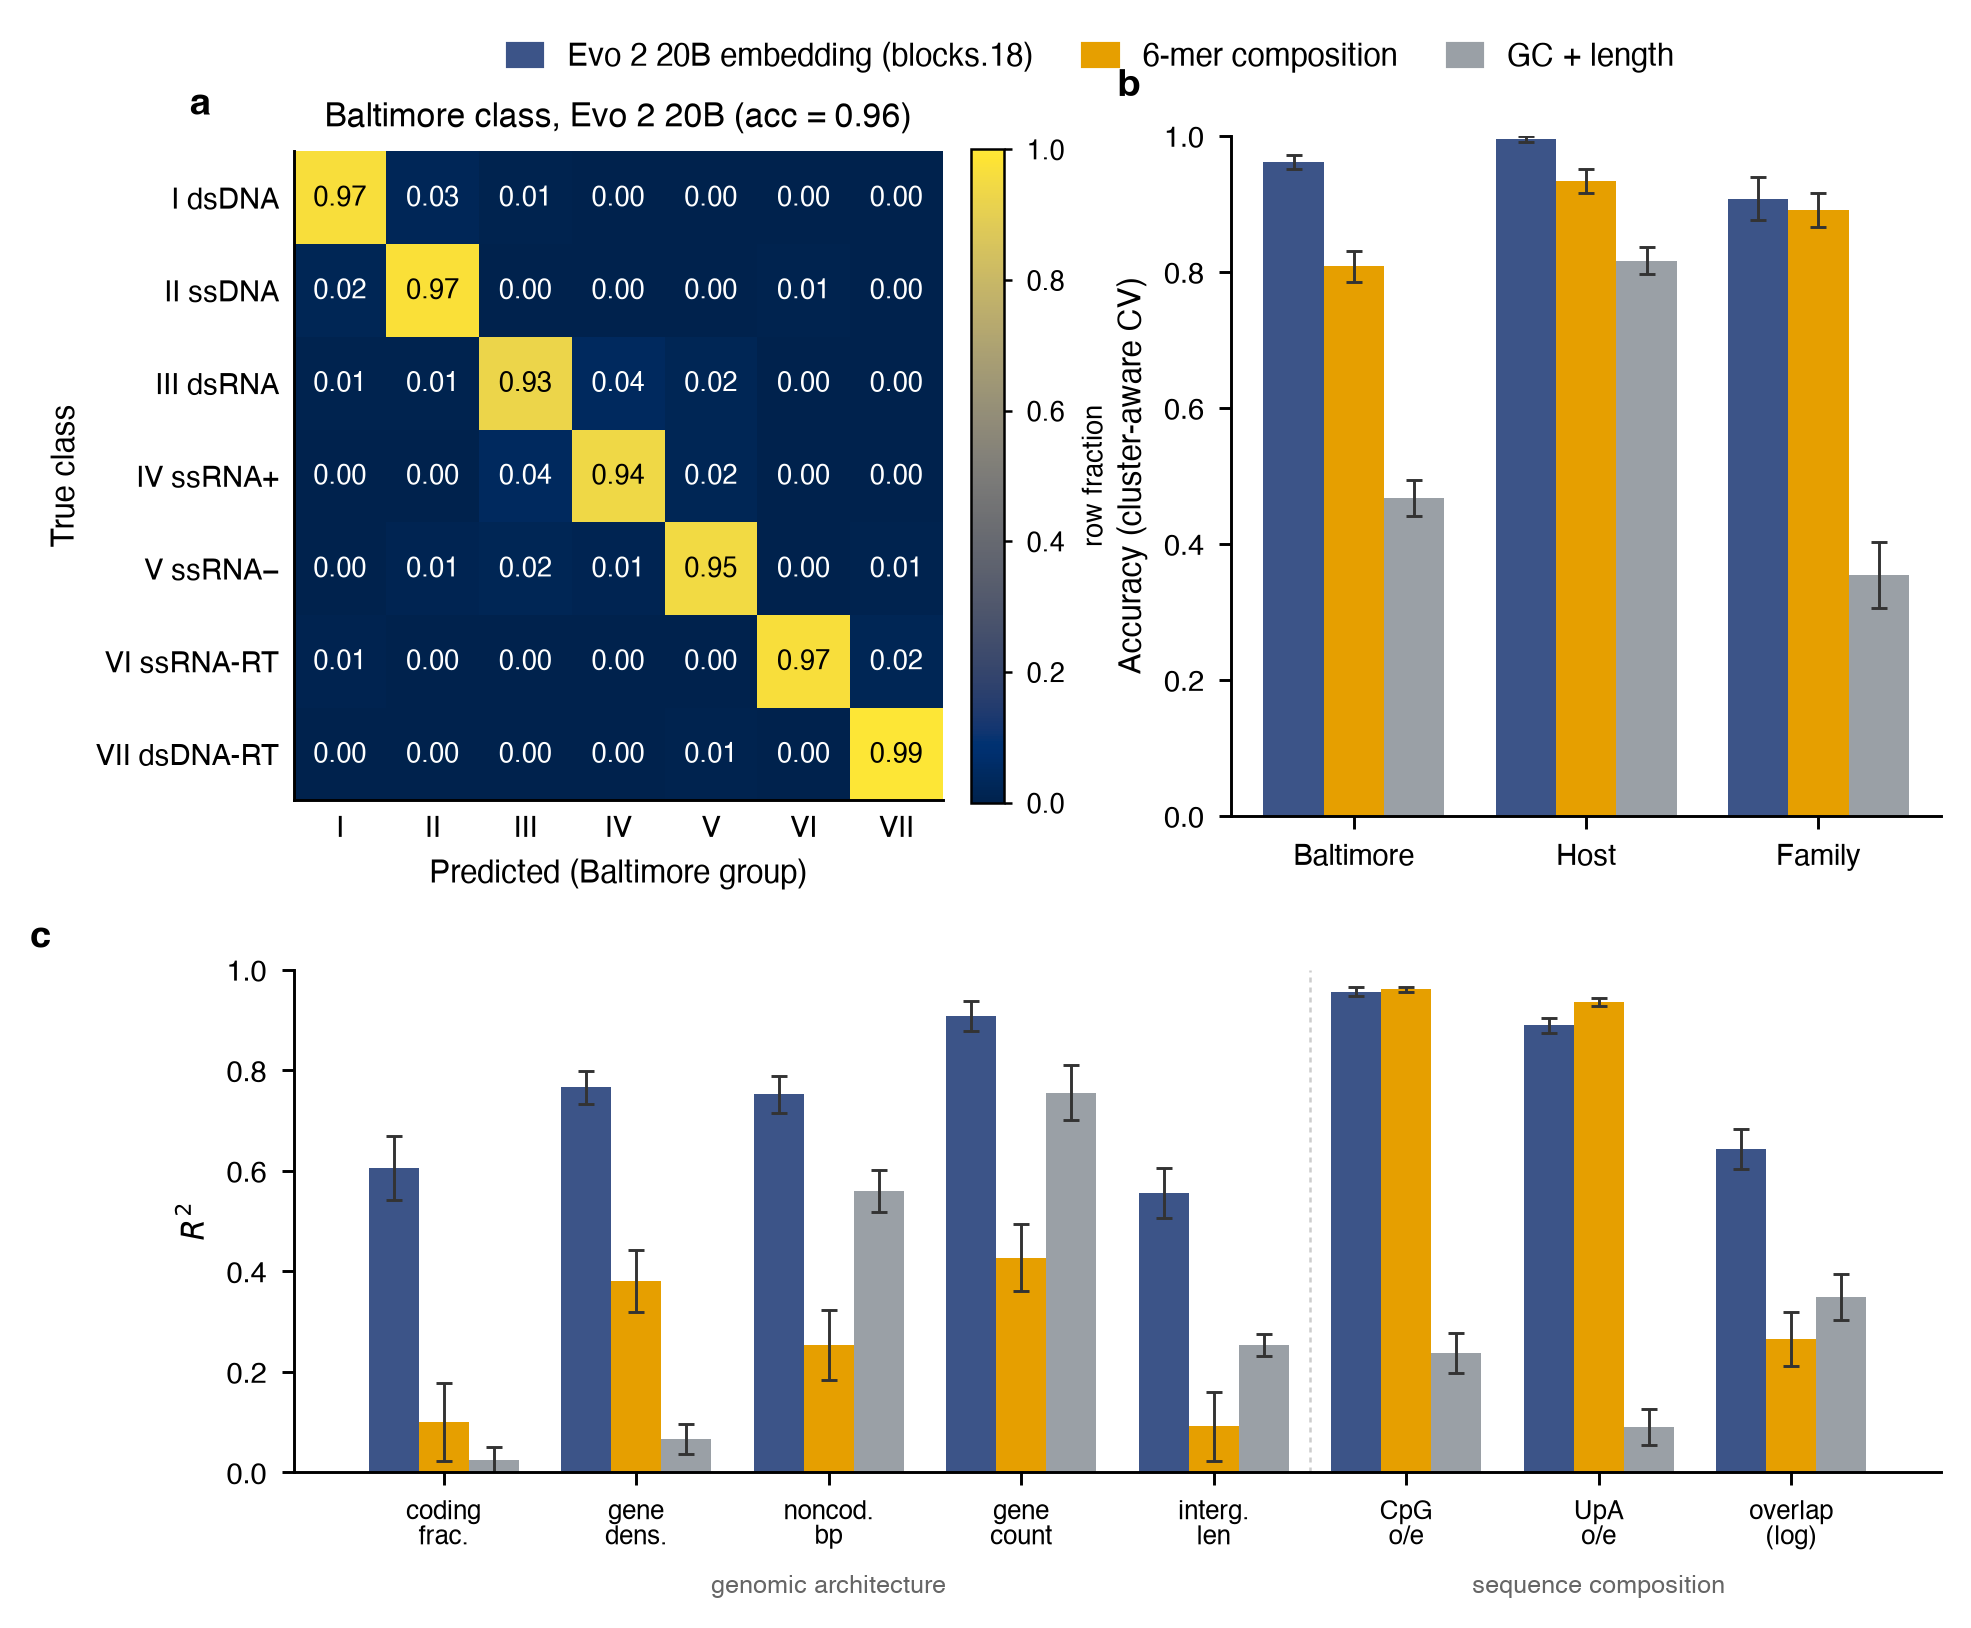 Evo 2 20B embedding (blocks.18) 6-mer composition GC + length
a
Baltimore class, Evo 2 20B (acc = 0.96)
True class
I dsDNA 0.97 0.03 0.01 0.00 0.00 0.00 0.00
II ssDNA 0.02 0.97 0.00 0.00 0.00 0.01 0.00
III dsRNA 0.01 0.01 0.93 0.04 0.02 0.00 0.00
IV ssRNA+ 0.00 0.00 0.04 0.94 0.02 0.00 0.00
V ssRNA− 0.00 0.01 0.02 0.01 0.95 0.00 0.01
VI ssRNA-RT 0.01 0.00 0.00 0.00 0.00 0.97 0.02
VII dsDNA-RT 0.00 0.00 0.00 0.00 0.01 0.00 0.99
I II III IV V VI VII
Predicted (Baltimore group)
1.0
0.8
0.6
0.4
0.2
0.0
row fraction
b
Accuracy (cluster-aware CV)
1.0
0.8
0.6
0.4
0.2
0.0
Baltimore Host Family
c
R²
1.0
0.8
0.6
0.4
0.2
0.0
coding gene noncod. gene interg. CpG UpA overlap
frac. dens. bp count len o/e o/e (log)
genomic architecture sequence composition